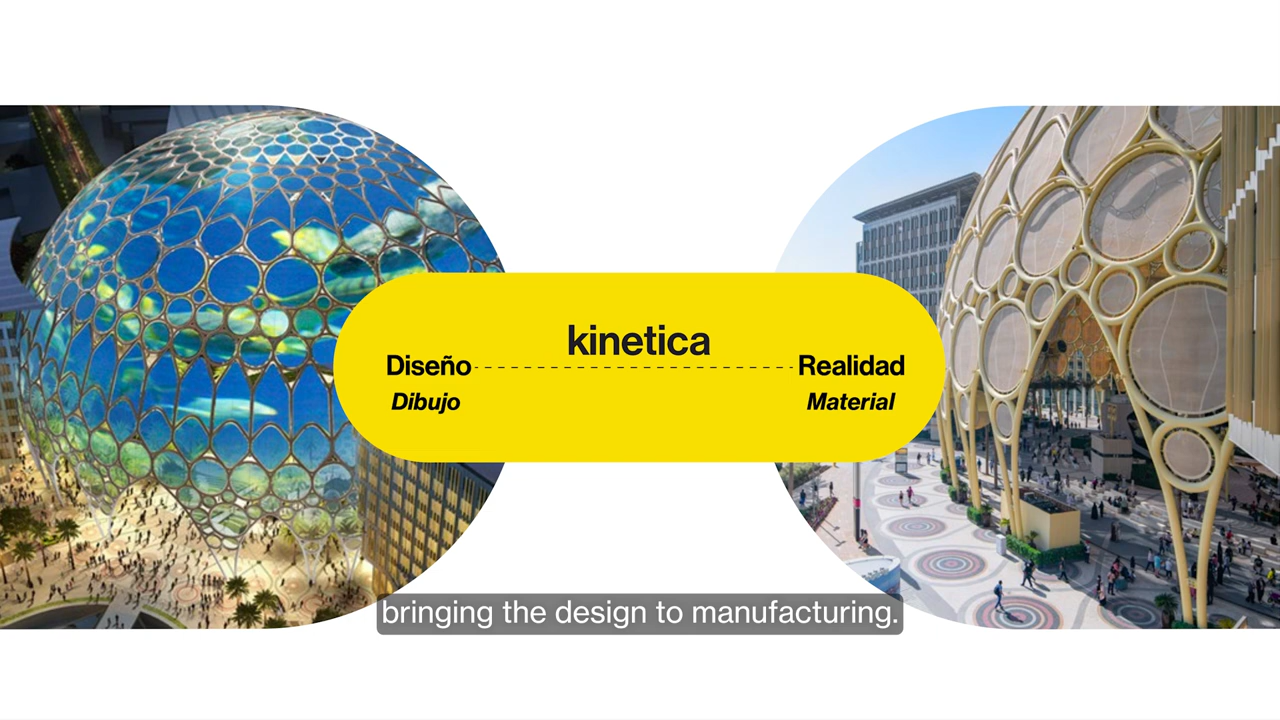 kinetica
Diseño
Realidad
Dibujo
Material
bringing the design to manufacturing.